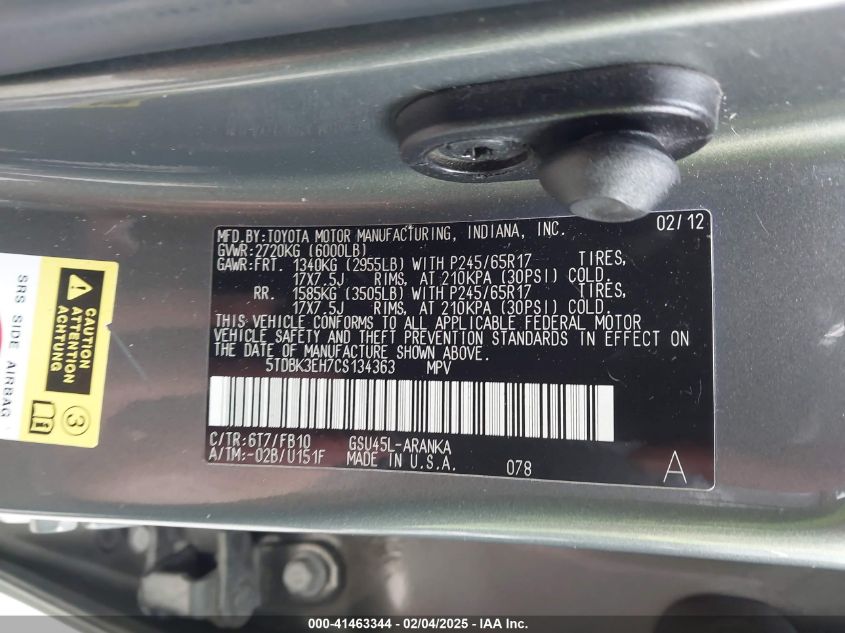 MFD.BY:TOYOTA MOTOR MANUFACTURING, INDIANA, INC. 02/12
GVWR:2720KG (6000LB)
GAWR:FRT. 1340KG (2955LB) WITH P245/65R17 TIRES,
17X7.5J RIMS, AT 210KPA (30PSI) COLD.
RR. 1585KG (3505LB) WITH P245/65R17 TIRES,
17X7.5J RIMS, AT 210KPA (30PSI) COLD.
THIS VEHICLE CONFORMS TO ALL APPLICABLE FEDERAL MOTOR
VEHICLE SAFETY AND THEFT PREVENTION STANDARDS IN EFFECT ON
THE DATE OF MANUFACTURE SHOWN ABOVE.
5TDBK3EH7CS134363 MPV
C/TR:6T7/FB10 GSU45L-ARANKA
A/TM:-02B/U151F MADE IN U.S.A. 078 A
SRS SIDE AIRBAG
CAUTION
ATTENTION
ACHTUNG
3
000-41463344 - 02/04/2025 - IAA Inc.